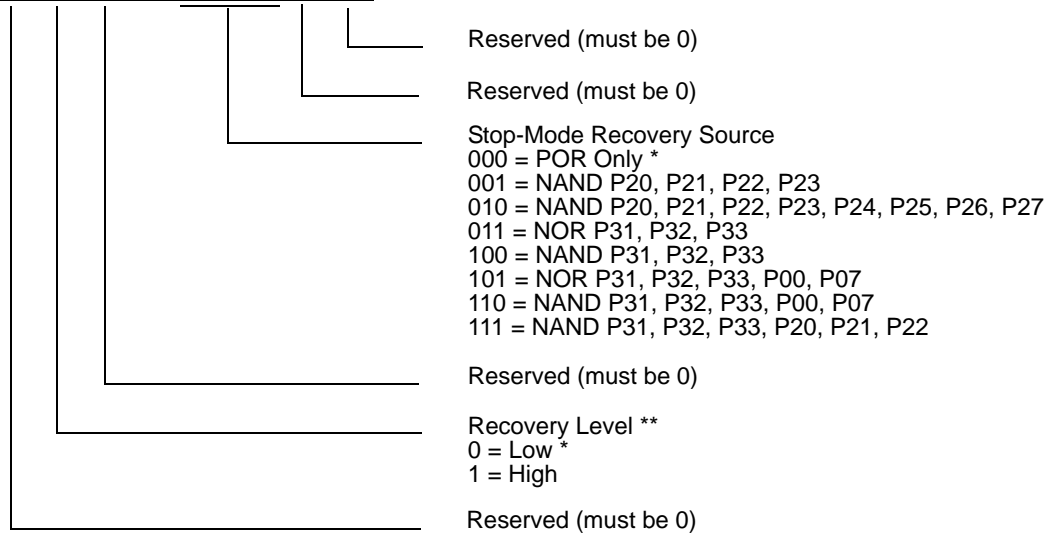 Reserved (must be 0)
Reserved (must be 0)
Stop-Mode Recovery Source
000 = POR Only *
001 = NAND P20, P21, P22, P23
010 = NAND P20, P21, P22, P23, P24, P25, P26, P27
011 = NOR P31, P32, P33
100 = NAND P31, P32, P33
101 = NOR P31, P32, P33, P00, P07
110 = NAND P31, P32, P33, P00, P07
111 = NAND P31, P32, P33, P20, P21, P22
Reserved (must be 0)
Recovery Level **
0 = Low *
1 = High
Reserved (must be 0)